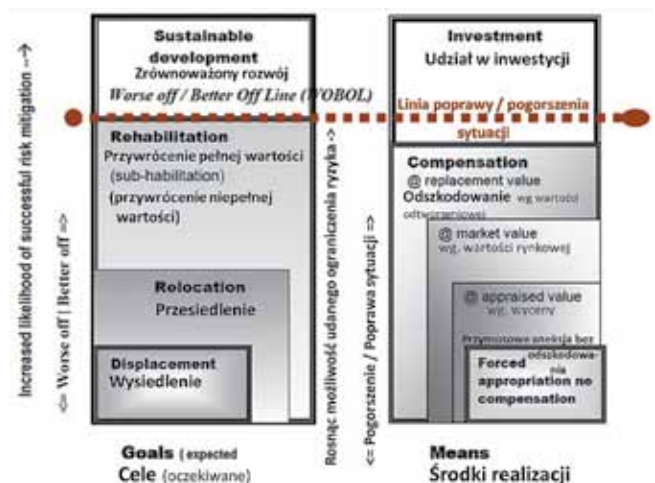 Increased likelihood of successful risk mitigation -->
<= Worse off | Better off =>
Sustainable
development
Zrównoważony rozwój
Worse off / Better Off Line (WOBOL)
Rehabilitation
Przywrócenie pełnej wartości
(sub-habilitation)
(przywrócenie niepełnej
wartości)
Relocation
Przesiedlenie
Displacement
Wysiedlenie
Goals ( expected
Cele (oczekiwane)
Rosnąc możliwość udanego ograniczenia ryzyka ->
<= Pogorszenie / Poprawa sytuacji =>
Investment
Udział w inwestycji
Linia poprawy / pogorszenia
sytuacji
Compensation
@ replacement value
Odszkodowanie wg wartości
odtworzeniowej
@ market value
wg. wartości rynkowej
@ appraised value
wg. wyceny
Przymusowe aneksja bez
odszkodowa-
nia
Forced
appropriation no
compensation
Means
Środki realizacji